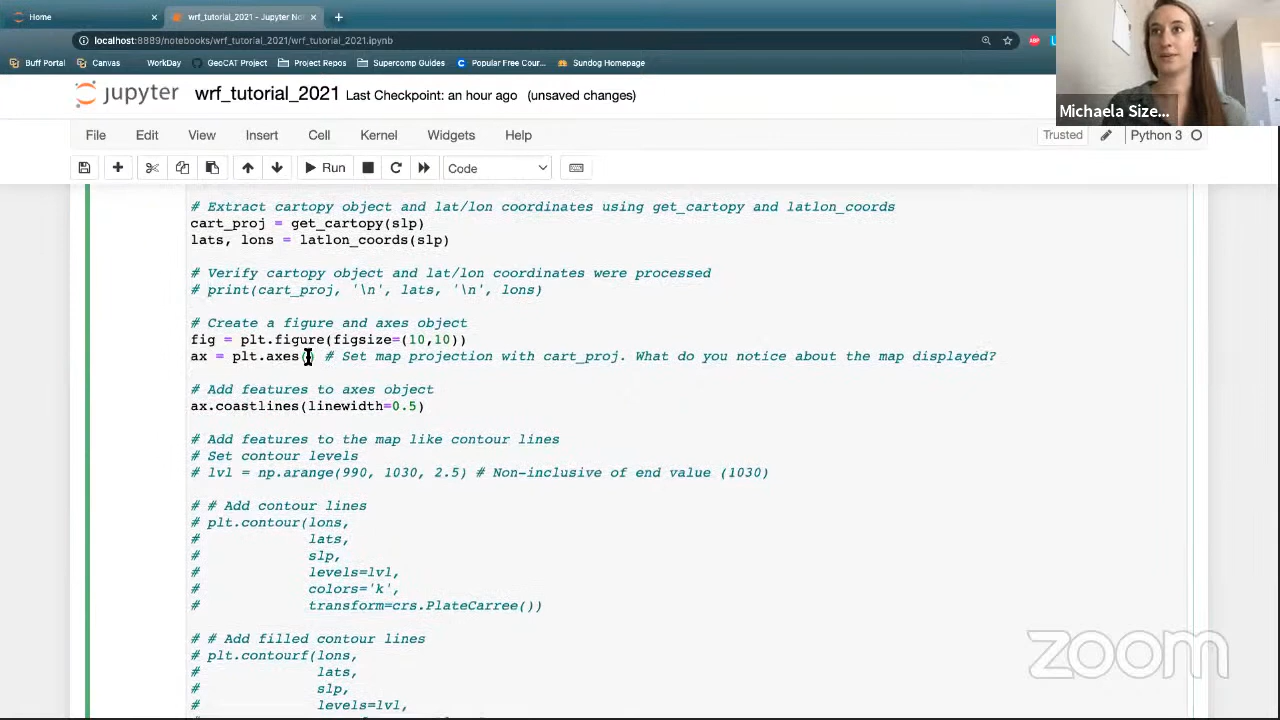 Home
wrf_tutorial_2021 - Jupyter No
localhost:8889/notebooks/wrf_tutorial_2021/wrf_tutorial_2021.ipynb
Buff Portal Canvas WorkDay GeoCAT Project Project Repos Supercomp Guides Popular Free Cour... Sundog Homepage
jupyter wrf_tutorial_2021 Last Checkpoint: an hour ago (unsaved changes)
Michaela Size...
File Edit View Insert Cell Kernel Widgets Help
Trusted Python 3
Run Code
# Extract cartopy object and lat/lon coordinates using get_cartopy and latlon_coords
cart_proj = get_cartopy(slp)
lats, lons = latlon_coords(slp)
# Verify cartopy object and lat/lon coordinates were processed
# print(cart_proj, '\n', lats, '\n', lons)
# Create a figure and axes object
fig = plt.figure(figsize=(10,10))
ax = plt.axes() # Set map projection with cart_proj. What do you notice about the map displayed?
# Add features to axes object
ax.coastlines(linewidth=0.5)
# Add features to the map like contour lines
# Set contour levels
# lvl = np.arange(990, 1030, 2.5) # Non-inclusive of end value (1030)
# # Add contour lines
# plt.contour(lons,
# lats,
# slp,
# levels=lvl,
# colors='k',
# transform=crs.PlateCarree())
# # Add filled contour lines
# plt.contourf(lons,
# lats,
# slp,
# levels=lvl,
zoom